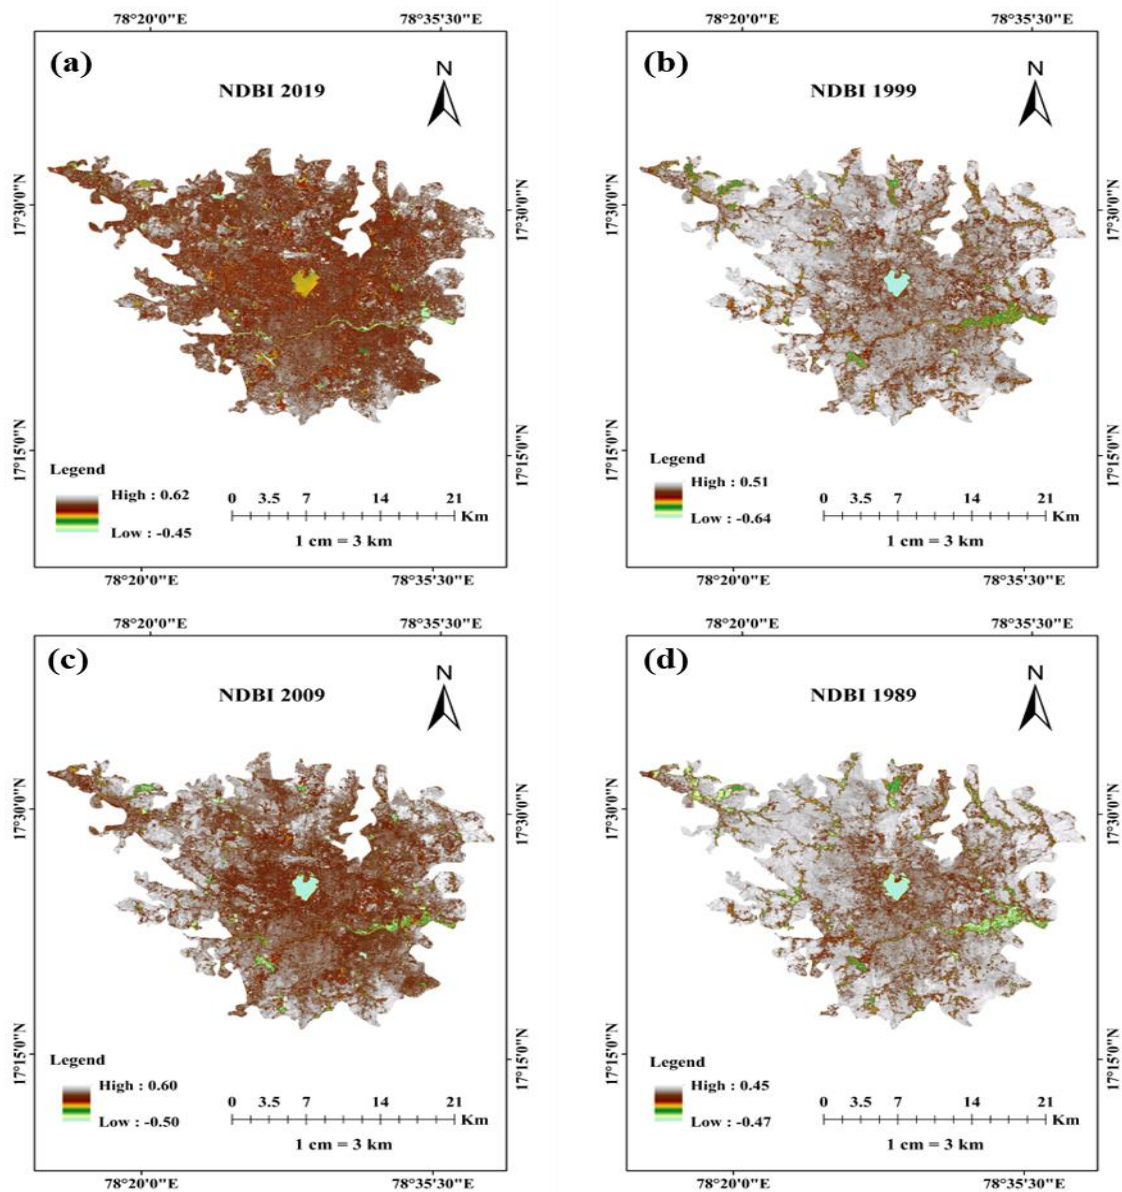 78°20'0"E 78°35'30"E
(a)
N
NDBI 2019
17°30'0"N
17°30'0"N
17°15'0"N
17°15'0"N
Legend
High : 0.62
Low : -0.45
0 3.5 7 14 21
Km
1 cm = 3 km
78°20'0"E 78°35'30"E
78°20'0"E 78°35'30"E
(b)
N
NDBI 1999
17°30'0"N
17°30'0"N
17°15'0"N
17°15'0"N
Legend
High : 0.51
Low : -0.64
0 3.5 7 14 21
Km
1 cm = 3 km
78°20'0"E 78°35'30"E
78°20'0"E 78°35'30"E
(c)
N
NDBI 2009
17°30'0"N
17°30'0"N
17°15'0"N
17°15'0"N
Legend
High : 0.60
Low : -0.50
0 3.5 7 14 21
Km
1 cm = 3 km
78°20'0"E 78°35'30"E
78°20'0"E 78°35'30"E
(d)
N
NDBI 1989
17°30'0"N
17°30'0"N
17°15'0"N
17°15'0"N
Legend
High : 0.45
Low : -0.47
0 3.5 7 14 21
Km
1 cm = 3 km
78°20'0"E 78°35'30"E